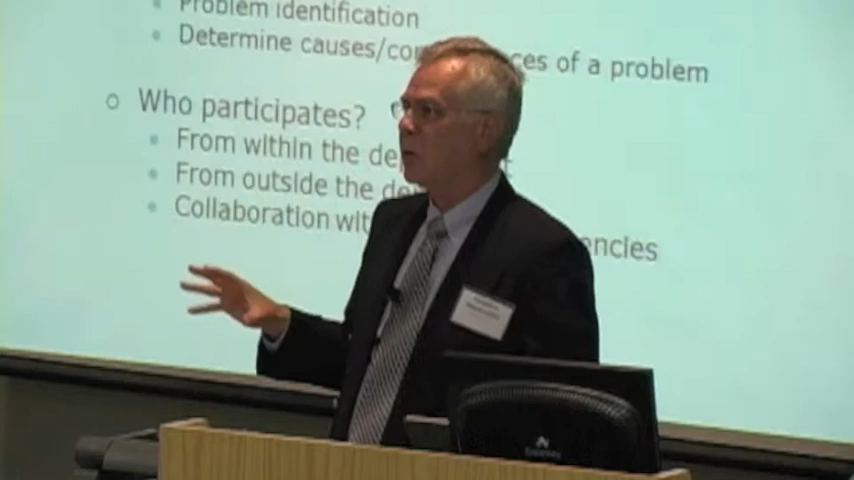 Problem identification
Determine causes/con ces of a problem
Who participates?
From within the de
From outside the de
Collaboration wit encies